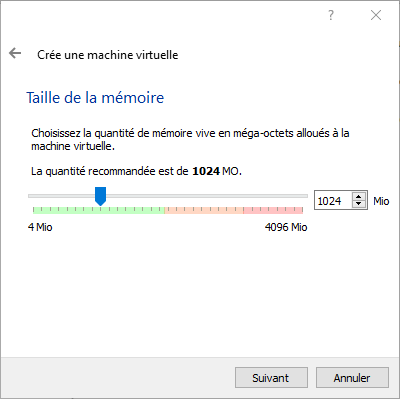 ?
Crée une machine virtuelle
Taille de la mémoire
Choisissez la quantité de mémoire vive en méga-octets alloués à la
machine virtuelle.
La quantité recommandée est de 1024 MO.
1024 Mio
4 Mio 4096 Mio
Suivant Annuler